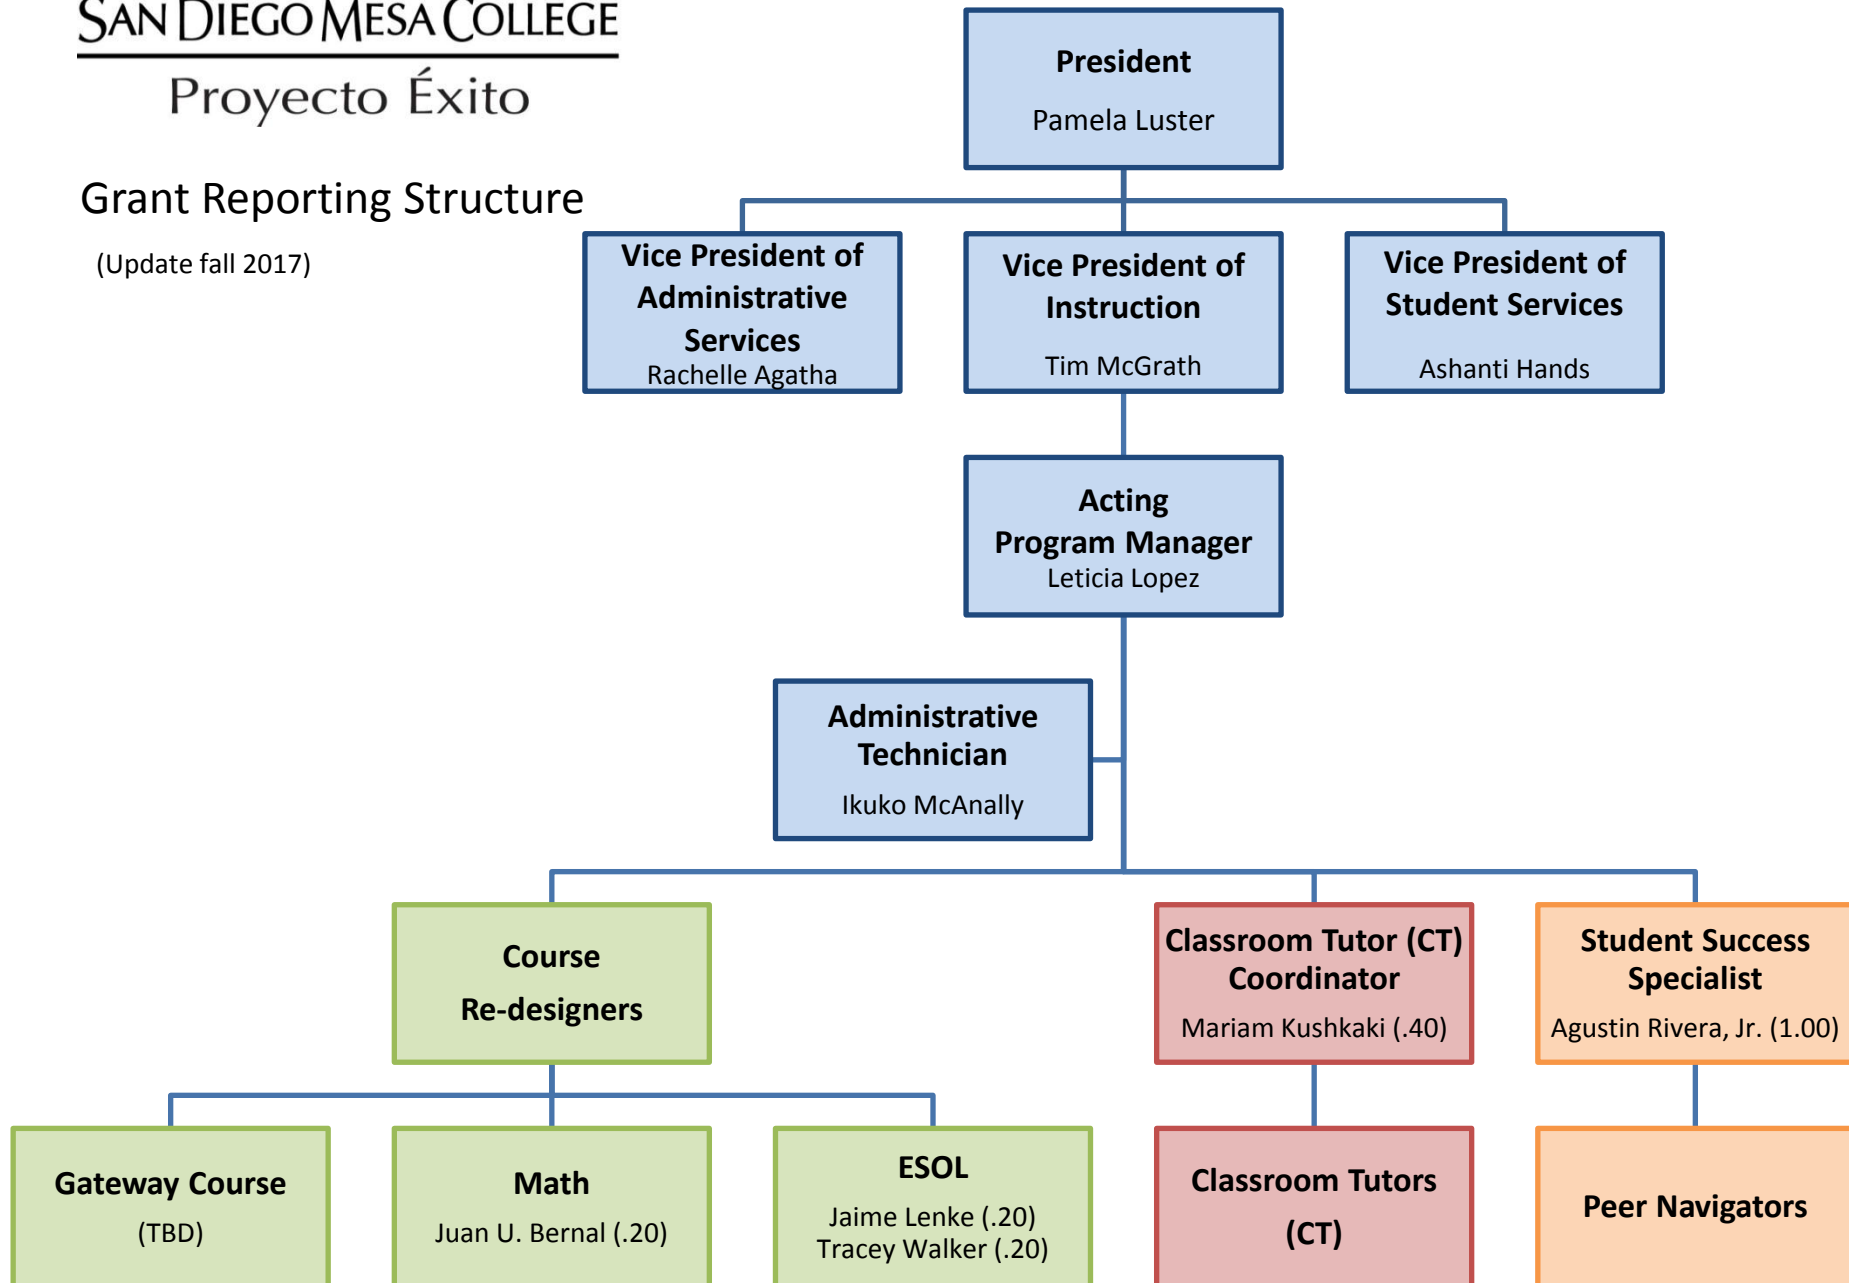 SAN DIEGO MESA COLLEGE
Proyecto Éxito
Grant Reporting Structure
(Update fall 2017)
President
Pamela Luster
Vice President of
Administrative
Services
Rachelle Agatha
Vice President of
Instruction
Tim McGrath
Vice President of
Student Services
Ashanti Hands
Acting
Program Manager
Leticia Lopez
Administrative
Technician
Ikuko McAnally
Course
Re-designers
Classroom Tutor (CT)
Coordinator
Mariam Kushkaki (.40)
Student Success
Specialist
Agustin Rivera, Jr. (1.00)
Gateway Course
(TBD)
Math
Juan U. Bernal (.20)
ESOL
Jaime Lenke (.20)
Tracey Walker (.20)
Classroom Tutors
(CT)
Peer Navigators